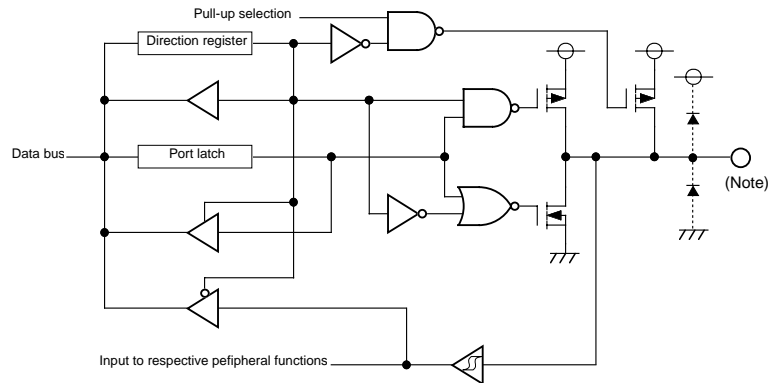 Pull-up selection
Direction register
Data bus
Port latch
(Note)
Input to respective pefipheral functions